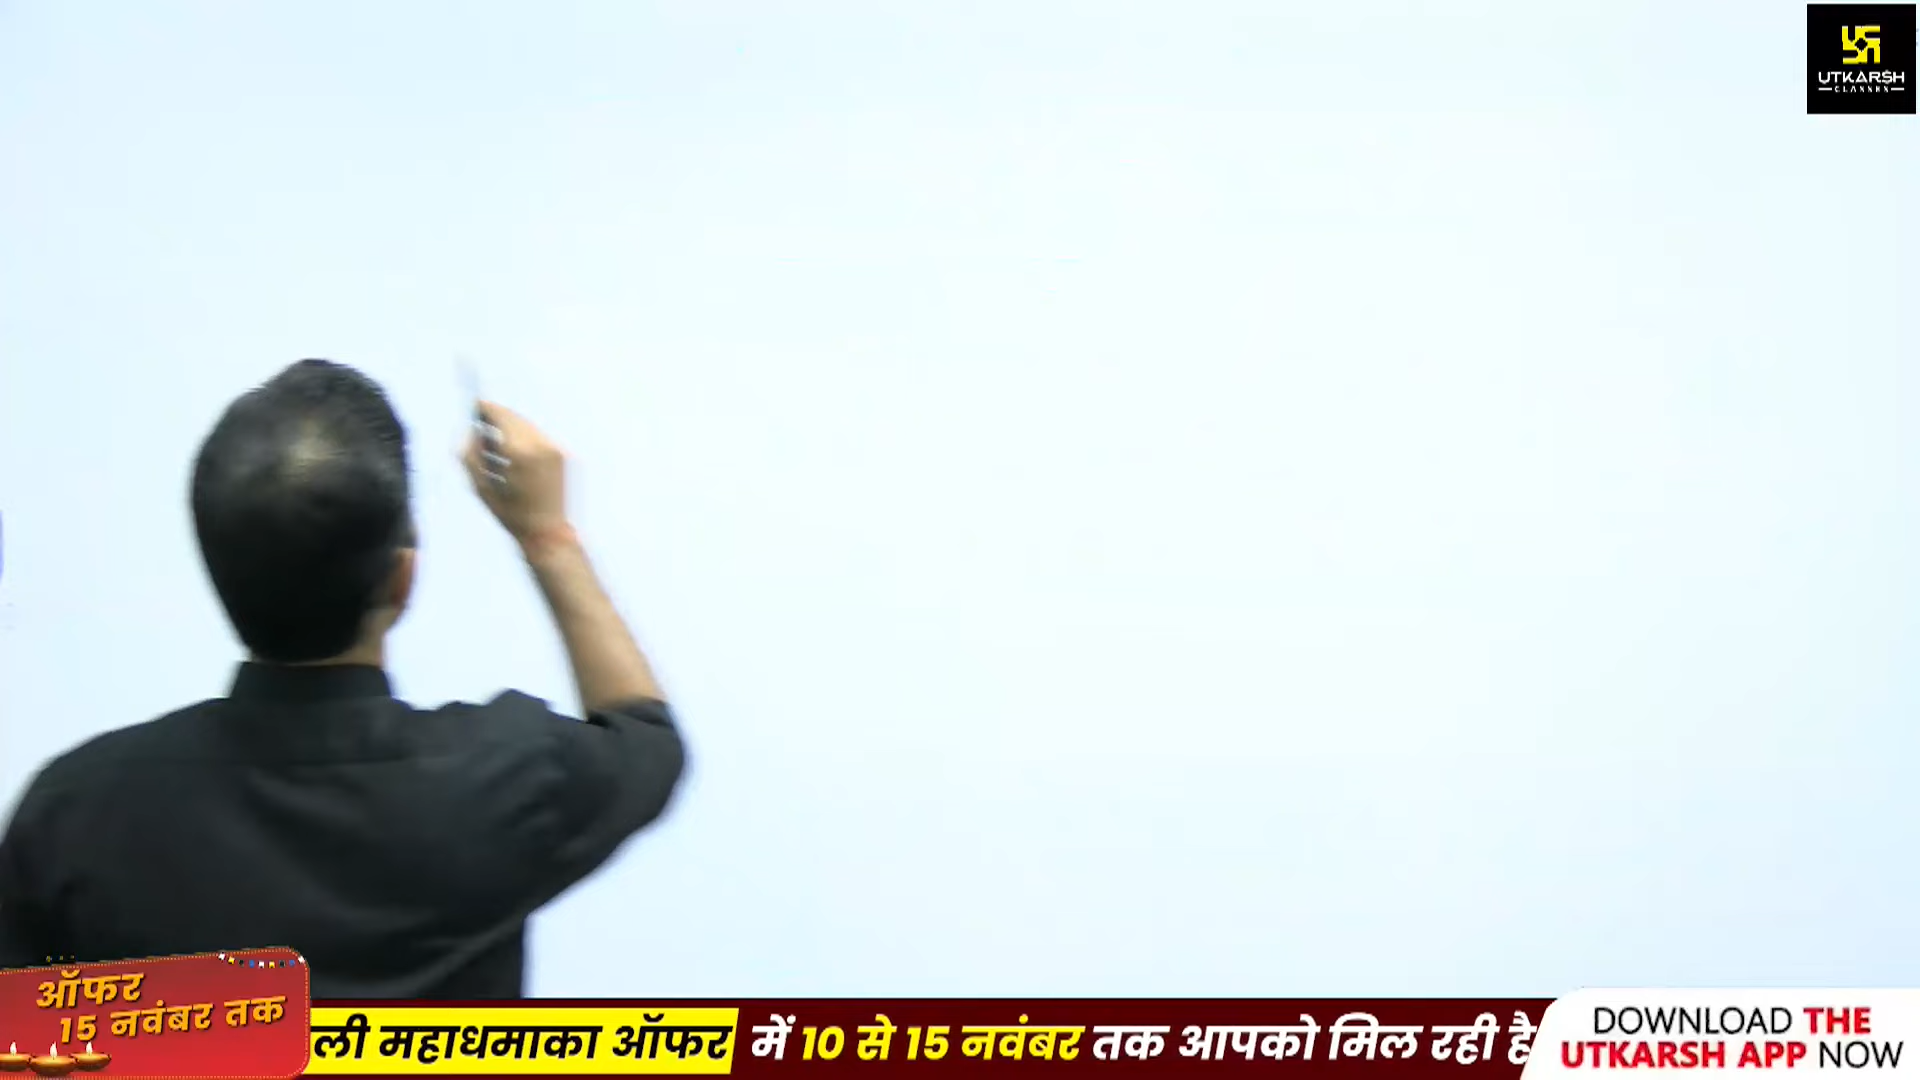 UTKARSH
CLASSES
ऑफर
15 नवंबर तक
ली महाधमाका ऑफर में 10 से 15 नवंबर तक आपको मिल रही है
DOWNLOAD THE
UTKARSH APP NOW